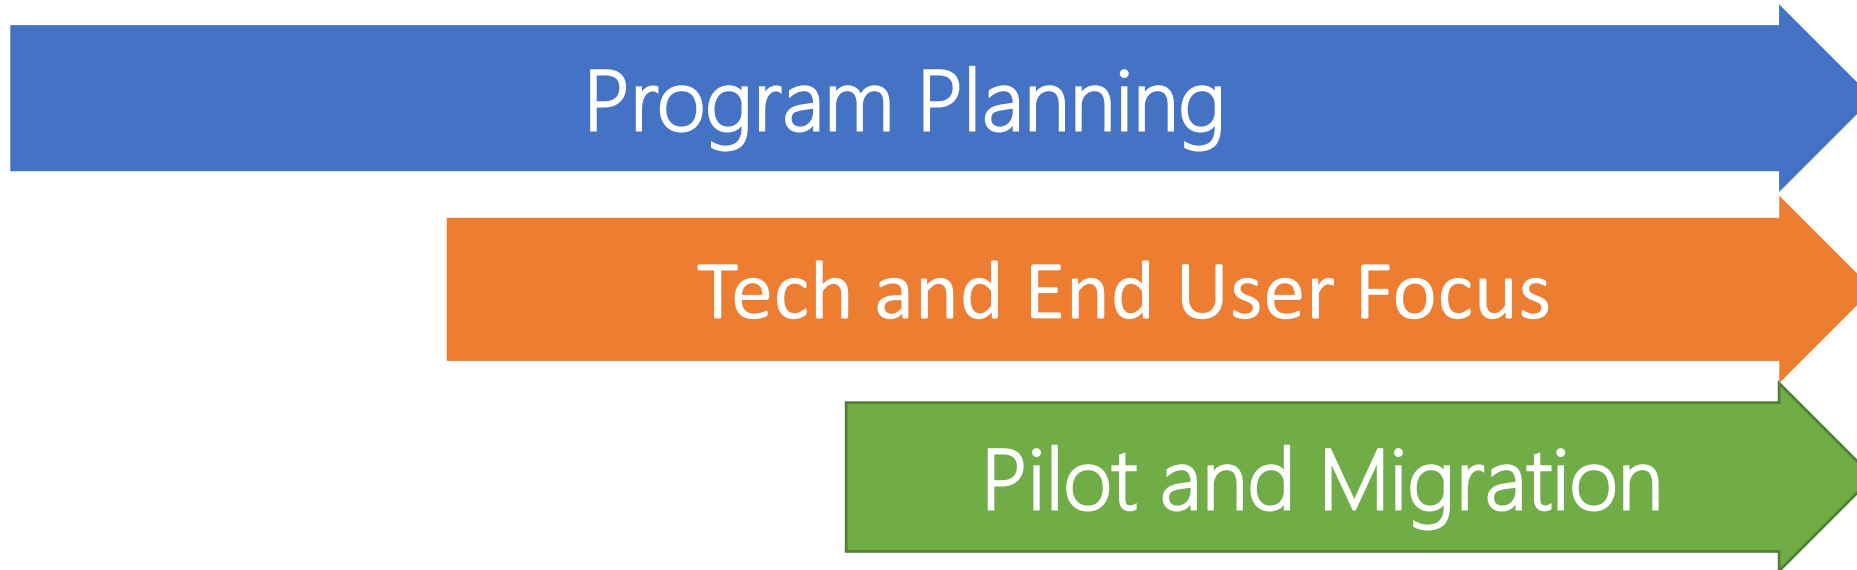 Program Planning
Tech and End User Focus
Pilot and Migration